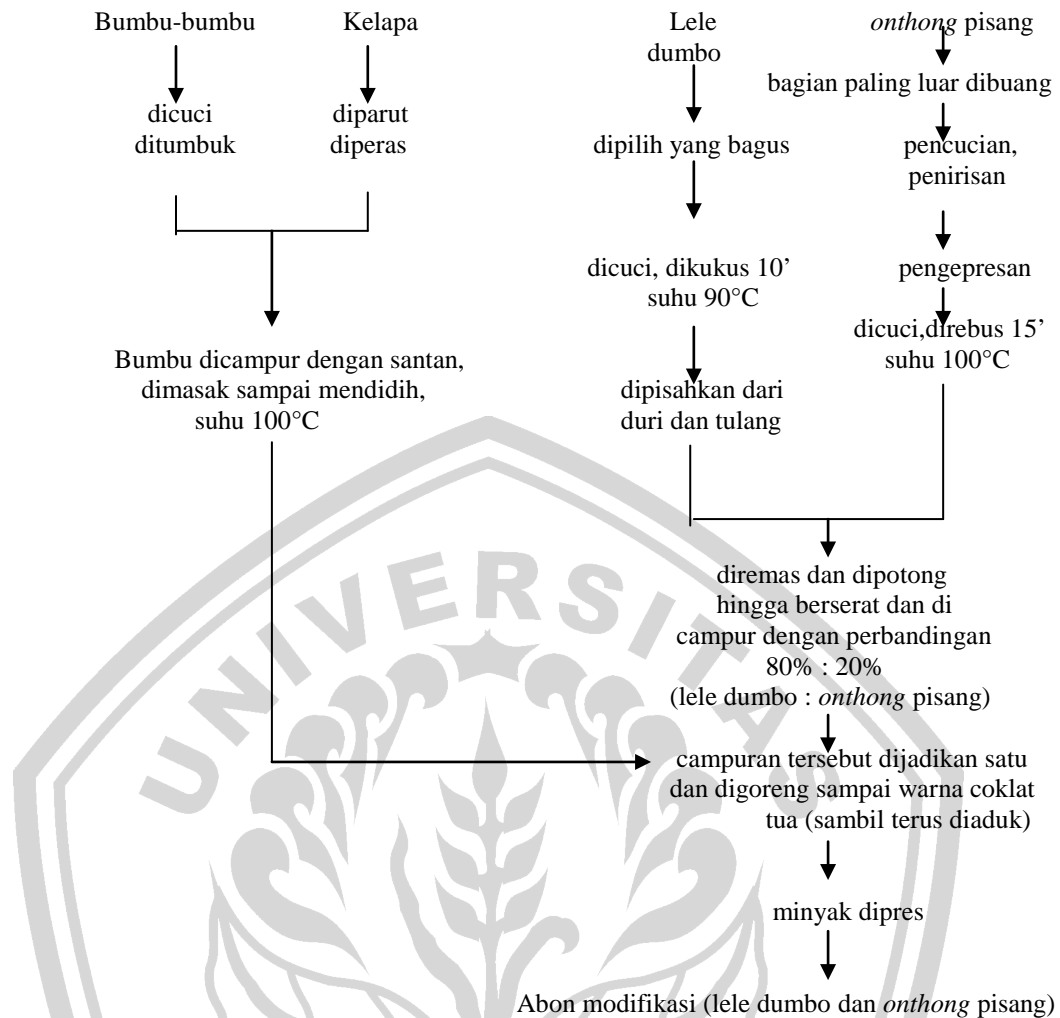 Bumbu-bumbu
Kelapa
Lele
dumbo
onthong pisang
dicuci
ditumbuk
diparut
diperas
dipilih yang bagus
bagian paling luar dibuang
pencucian,
penirisan
dicuci, dikukus 10’
suhu 90°C
pengepresan
dicuci,direbus 15’
suhu 100°C
Bumbu dicampur dengan santan,
dimasak sampai mendidih,
suhu 100°C
dipisahkan dari
duri dan tulang
diremas dan dipotong
hingga berserat dan di
campur dengan perbandingan
80% : 20%
(lele dumbo : onthong pisang)
campuran tersebut dijadikan satu
dan digoreng sampai warna coklat
tua (sambil terus diaduk)
minyak dipres
Abon modifikasi (lele dumbo dan onthong pisang)
UNIVERSITAS